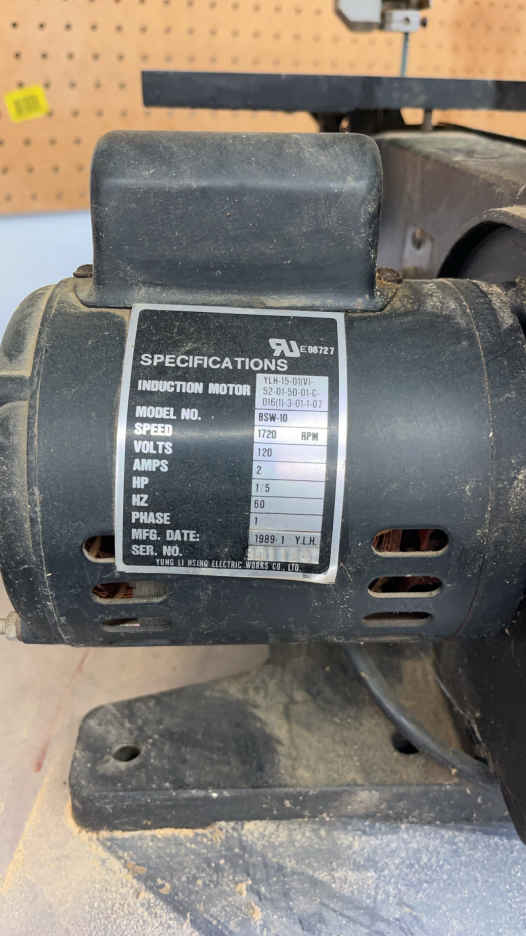 E98727
SPECIFICATIONS
INDUCTION MOTOR YLH-15-01(V)-
52-01-50-01-C-
016(1)-3-01-1-07
MODEL NO. BSW-10
SPEED 1720 RPM
VOLTS 120
AMPS 2
HP 1/5
HZ 60
PHASE 1
MFG. DATE: 1989·1 Y.L.H.
SER. NO.
YUNG LI HSING ELECTRIC WORKS CO., LTD.